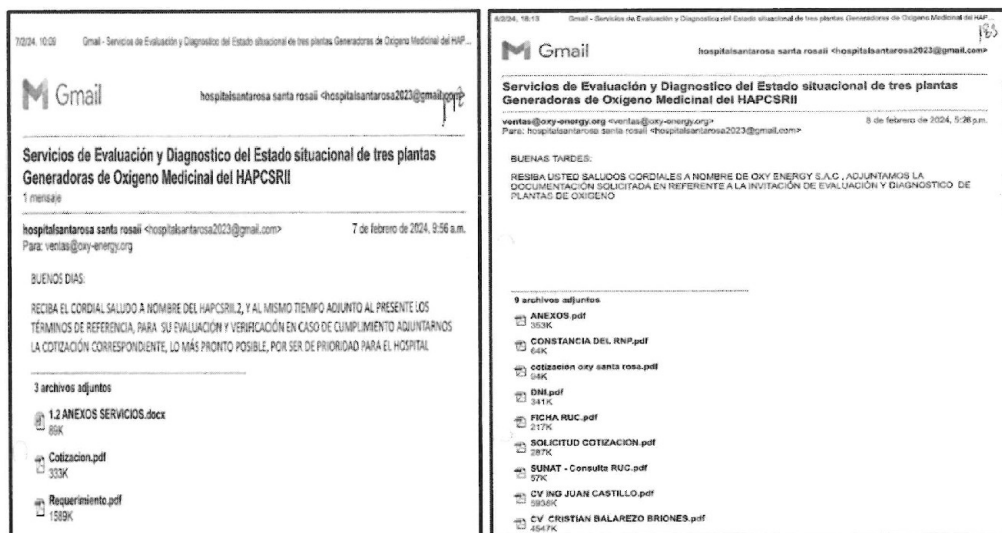 7/2/24, 10:09 Gmail - Servicios de Evaluación y Diagnostico del Estado situacional de tres plantas Generadoras de Oxigeno Medicinal del HAP...
Gmail
hospitalsantarosa santa rosaii <hospitalsantarosa2023@gmail.com>
Servicios de Evaluación y Diagnostico del Estado situacional de tres plantas
Generadoras de Oxigeno Medicinal del HAPCSRII
1 mensaje
hospitalsantarosa santa rosaii <hospitalsantarosa2023@gmail.com> 7 de febrero de 2024, 9:56 a.m.
Para: ventas@oxy-energy.org
BUENOS DIAS:
RECIBA EL CORDIAL SALUDO A NOMBRE DEL HAPCSRII.2, Y AL MISMO TIEMPO ADJUNTO AL PRESENTE LOS
TÉRMINOS DE REFERENCIA, PARA SU EVALUACIÓN Y VERIFICACIÓN EN CASO DE CUMPLIMIENTO ADJUNTARNOS
LA COTIZACIÓN CORRESPONDIENTE, LO MÁS PRONTO POSIBLE, POR SER DE PRIORIDAD PARA EL HOSPITAL
3 archivos adjuntos
1.2 ANEXOS SERVICIOS.docx
89K
Cotizacion.pdf
333K
Requerimiento.pdf
1589K
18:13 Gmail - Servicios de Evaluación y Diagnostico del Estado situacional de tres plantas Generadoras de Oxigeno Medicinal del HAP...
183
Gmail
hospitalsantarosa santa rosaii <hospitalsantarosa2023@gmail.com>
Servicios de Evaluación y Diagnostico del Estado situacional de tres plantas
Generadoras de Oxigeno Medicinal del HAPCSRII
ventas@oxy-energy.org <ventas@oxy-energy.org> 8 de febrero de 2024, 5:26 p.m.
Para: hospitalsantarosa santa rosaii <hospitalsantarosa2023@gmail.com>
BUENAS TARDES:
RESIBA USTED SALUDOS CORDIALES A NOMBRE DE OXY ENERGY S.A.C , ADJUNTAMOS LA
DOCUMENTACIÓN SOLICITADA EN REFERENTE A LA INVITACIÓN DE EVALUACIÓN Y DIAGNOSTICO DE
PLANTAS DE OXIGENO
9 archivos adjuntos
ANEXOS.pdf
353K
CONSTANCIA DEL RNP.pdf
64K
cotización oxy santa rosa.pdf
94K
DNI.pdf
341K
FICHA RUC.pdf
217K
SOLICITUD COTIZACION.pdf
287K
SUNAT - Consulta RUC.pdf
57K
CV ING JUAN CASTILLO.pdf
5938K
CV CRISTIAN BALAREZO BRIONES.pdf
4547K